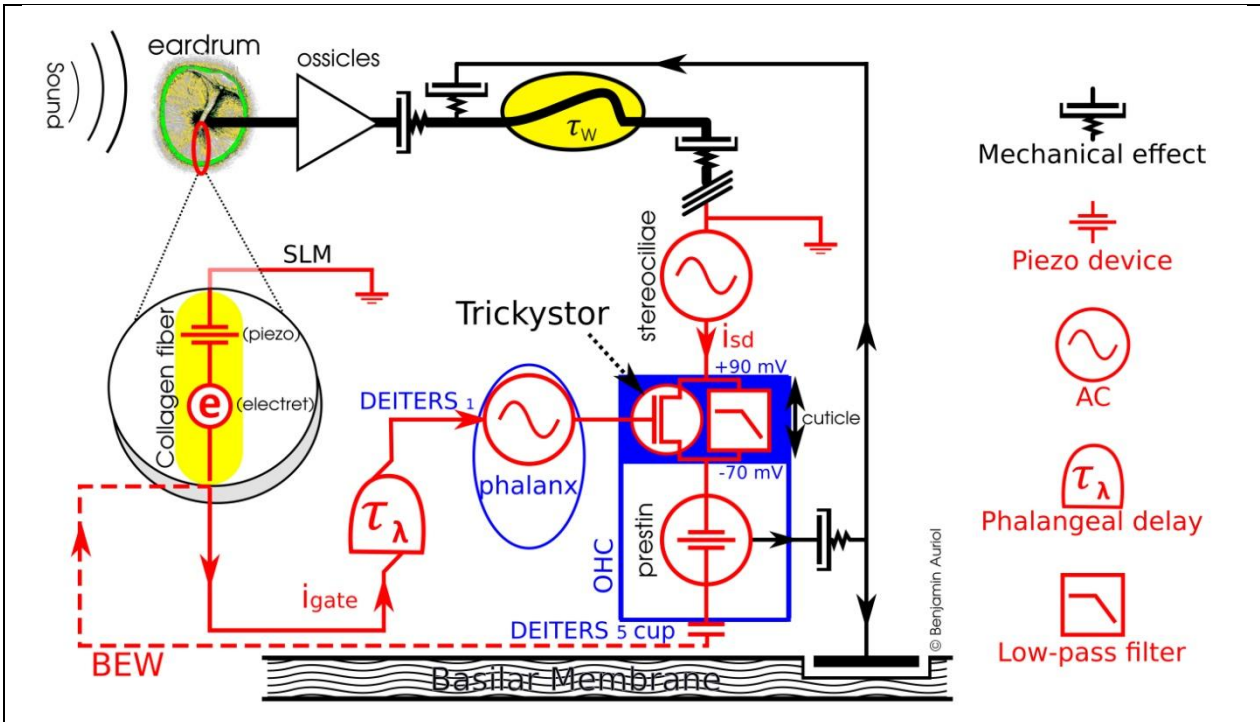 Sound
eardrum
ossicles
τW
Mechanical effect
SLM
stereociliae
Piezo device
Collagen fiber
(piezo)
e
(electret)
Trickystor
isd
+90 mV
DEITERS 1
cuticle
AC
phalanx
-70 mV
τλ
τλ
Phalangeal delay
prestin
OHC
igate
DEITERS 5 cup
BEW
Low-pass filter
Basilar Membrane
© Benjamin Auriol